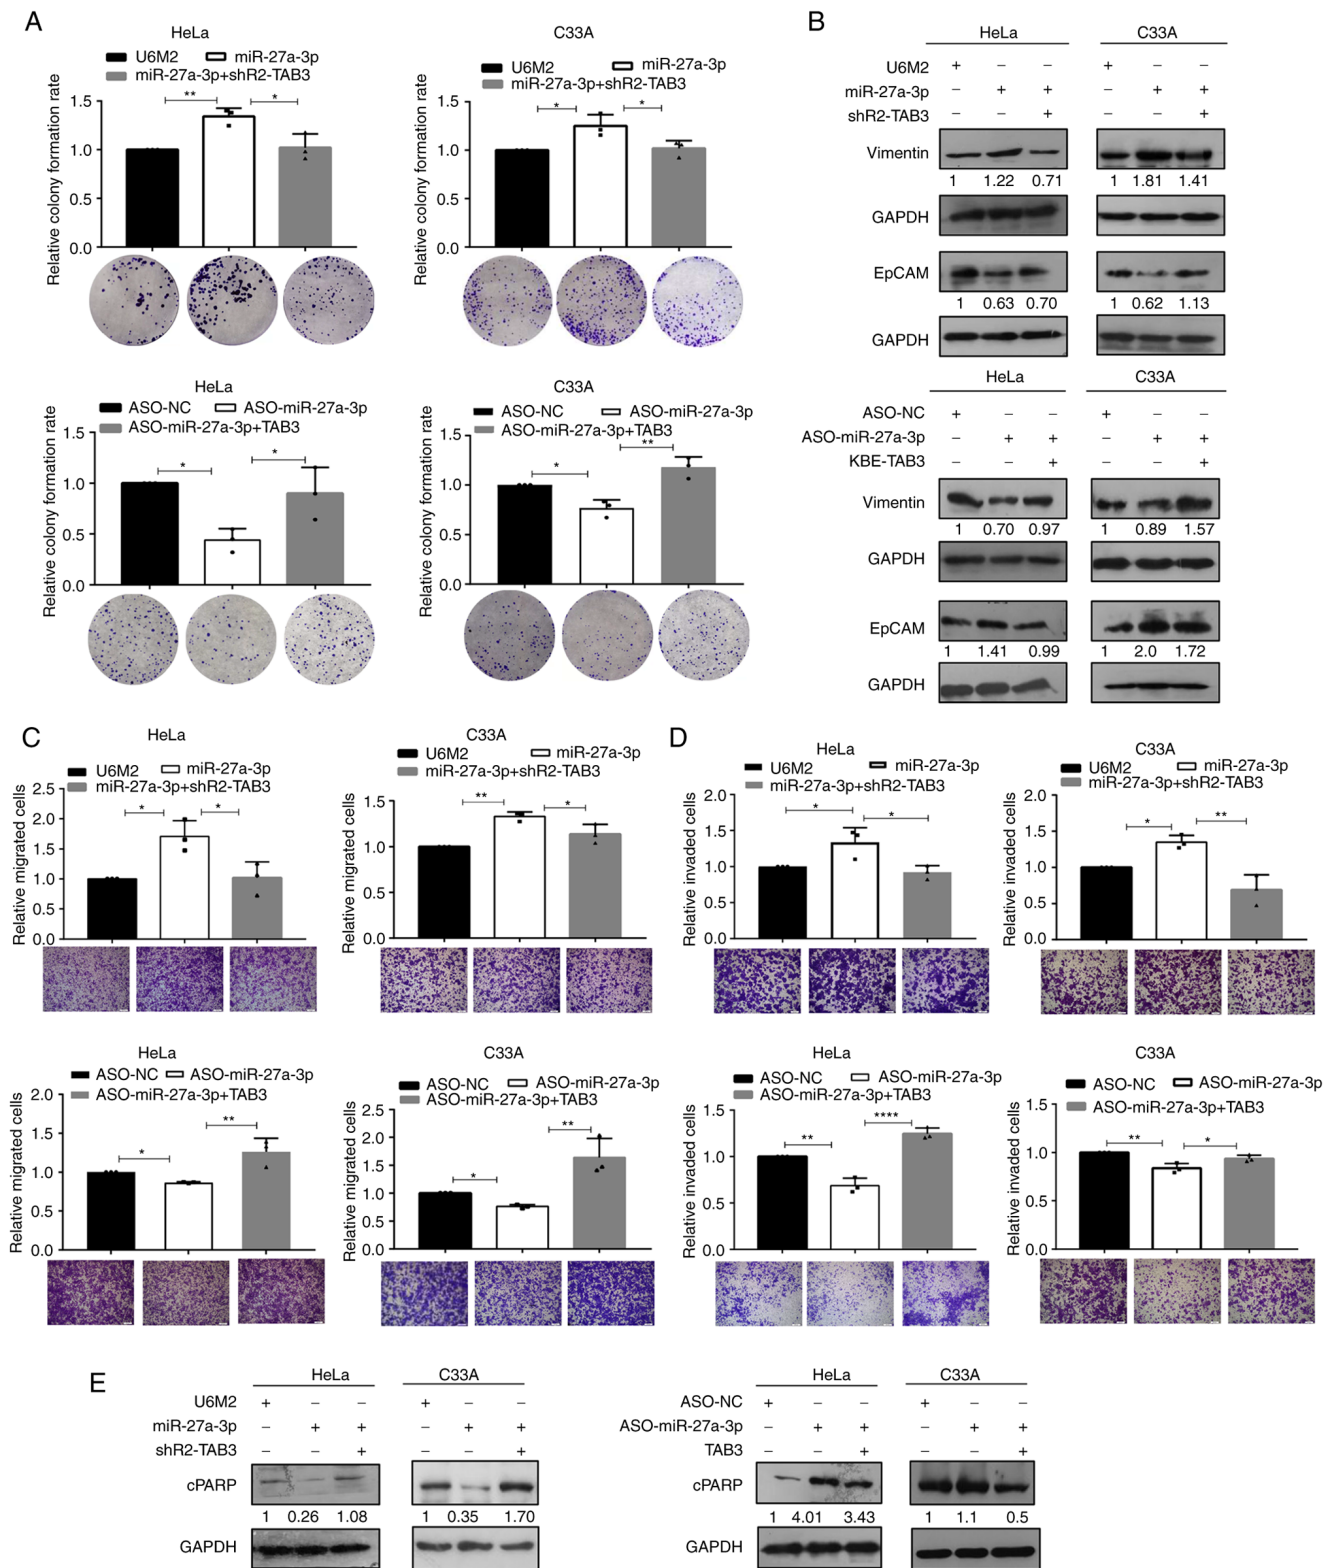 A
HeLa
U6M2 miR-27a-3p
miR-27a-3p+shR2-TAB3
Relative colony formation rate
1.5
1.0
0.5
0.0
** *
C33A
U6M2 miR-27a-3p
miR-27a-3p+shR2-TAB3
Relative colony formation rate
1.5
1.0
0.5
0.0
* *
HeLa
ASO-NC ASO-miR-27a-3p
ASO-miR-27a-3p+TAB3
Relative colony formation rate
1.5
1.0
0.5
0.0
* *
C33A
ASO-NC ASO-miR-27a-3p
ASO-miR-27a-3p+TAB3
Relative colony formation rate
1.5
1.0
0.5
0.0
* **
B
HeLa C33A
U6M2 + − − + − −
miR-27a-3p − + + − + +
shR2-TAB3 − − + − − +
Vimentin
1 1.22 0.71 1 1.81 1.41
GAPDH
EpCAM
1 0.63 0.70 1 0.62 1.13
GAPDH
HeLa C33A
ASO-NC + − − + − −
ASO-miR-27a-3p − + + − + +
KBE-TAB3 − − + − − +
Vimentin
1 0.70 0.97 1 0.89 1.57
GAPDH
EpCAM
1 1.41 0.99 1 2.0 1.72
GAPDH
C
HeLa
U6M2 miR-27a-3p
miR-27a-3p+shR2-TAB3
Relative migrated cells
2.5
2.0
1.5
1.0
0.5
0.0
* *
C33A
U6M2 miR-27a-3p
miR-27a-3p+shR2-TAB3
Relative migrated cells
1.5
1.0
0.5
0.0
** *
HeLa
ASO-NC ASO-miR-27a-3p
ASO-miR-27a-3p+TAB3
Relative migrated cells
2.0
1.5
1.0
0.5
0.0
* **
C33A
ASO-NC ASO-miR-27a-3p
ASO-miR-27a-3p+TAB3
Relative migrated cells
2.5
2.0
1.5
1.0
0.5
0.0
* **
D
HeLa
U6M2 miR-27a-3p
miR-27a-3p+shR2-TAB3
Relative invaded cells
2.0
1.5
1.0
0.5
0.0
* *
C33A
U6M2 miR-27a-3p
miR-27a-3p+shR2-TAB3
Relative invaded cells
2.0
1.5
1.0
0.5
0.0
* **
HeLa
ASO-NC ASO-miR-27a-3p
ASO-miR-27a-3p+TAB3
Relative invaded cells
1.5
1.0
0.5
0.0
** ****
C33A
ASO-NC ASO-miR-27a-3p
ASO-miR-27a-3p+TAB3
Relative invaded cells
1.5
1.0
0.5
0.0
** *
E
HeLa C33A
U6M2 + − − + − −
miR-27a-3p − + + − + +
shR2-TAB3 − − + − − +
cPARP
1 0.26 1.08 1 0.35 1.70
GAPDH
HeLa C33A
ASO-NC + − − + − −
ASO-miR-27a-3p − + + − + +
TAB3 − − + − − +
cPARP
1 4.01 3.43 1 1.1 0.5
GAPDH